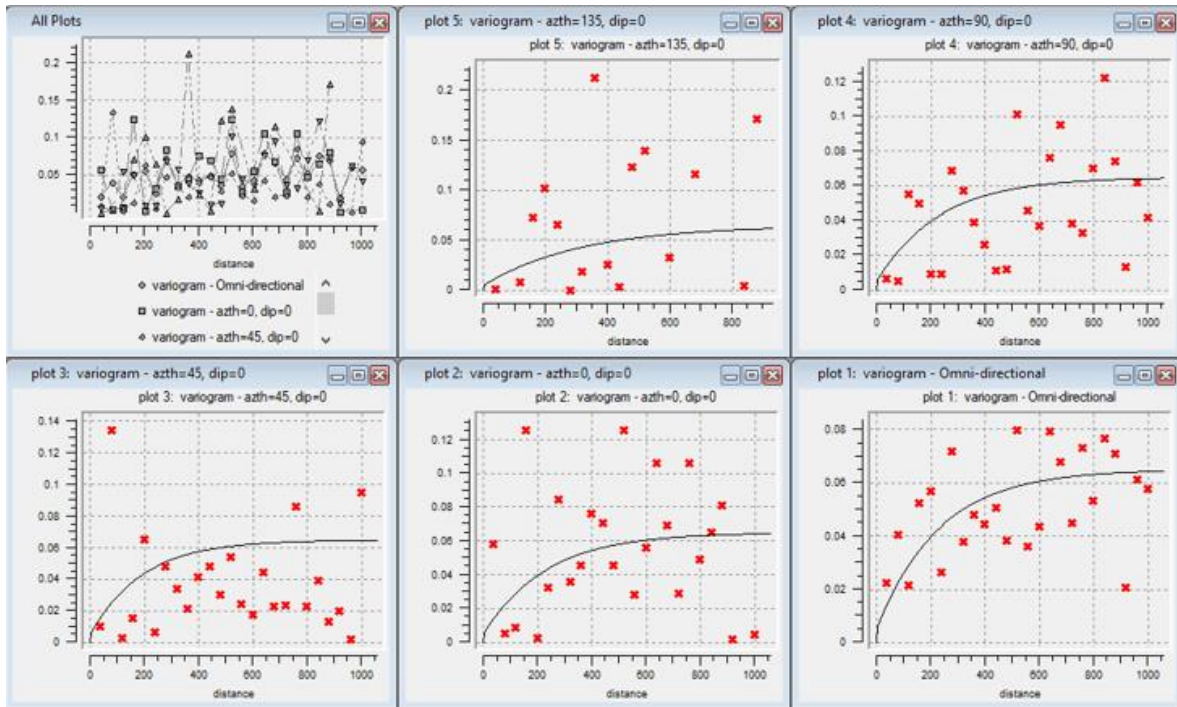 All Plots
0.2
0.15
0.1
0.05
0 200 400 600 800 1000
distance
variogram - Omni-directional
variogram - azth=0, dip=0
variogram - azth=45, dip=0
plot 5: variogram - azth=135, dip=0
plot 5: variogram - azth=135, dip=0
0.2
0.15
0.1
0.05
0
0 200 400 600 800
distance
plot 4: variogram - azth=90, dip=0
plot 4: variogram - azth=90, dip=0
0.12
0.1
0.08
0.06
0.04
0.02
0
0 200 400 600 800 1000
distance
plot 3: variogram - azth=45, dip=0
plot 3: variogram - azth=45, dip=0
0.14
0.12
0.1
0.08
0.06
0.04
0.02
0
0 200 400 600 800 1000
distance
plot 2: variogram - azth=0, dip=0
plot 2: variogram - azth=0, dip=0
0.12
0.1
0.08
0.06
0.04
0.02
0
0 200 400 600 800 1000
distance
plot 1: variogram - Omni-directional
plot 1: variogram - Omni-directional
0.08
0.06
0.04
0.02
0
0 200 400 600 800 1000
distance